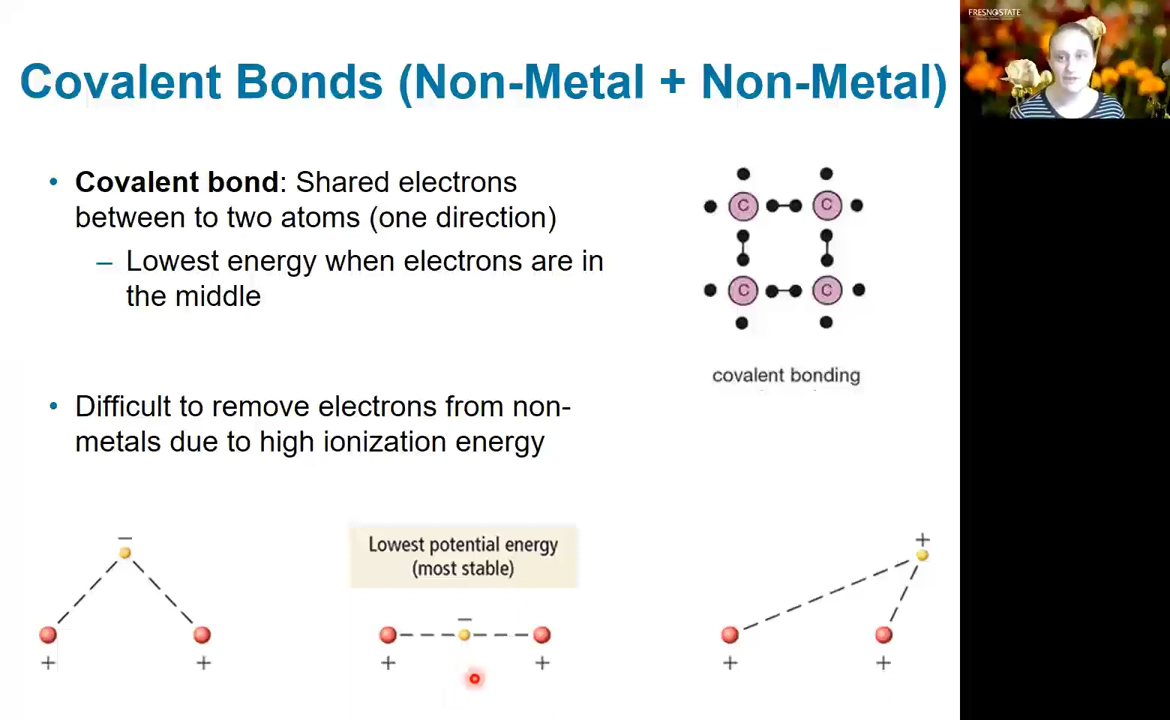 FRESNO STATE
Covalent Bonds (Non-Metal + Non-Metal)
• Covalent bond: Shared electrons
between to two atoms (one direction)
– Lowest energy when electrons are in
the middle
C C
C C
covalent bonding
• Difficult to remove electrons from non-
metals due to high ionization energy
Lowest potential energy
(most stable)
− − +
+ + + + + +